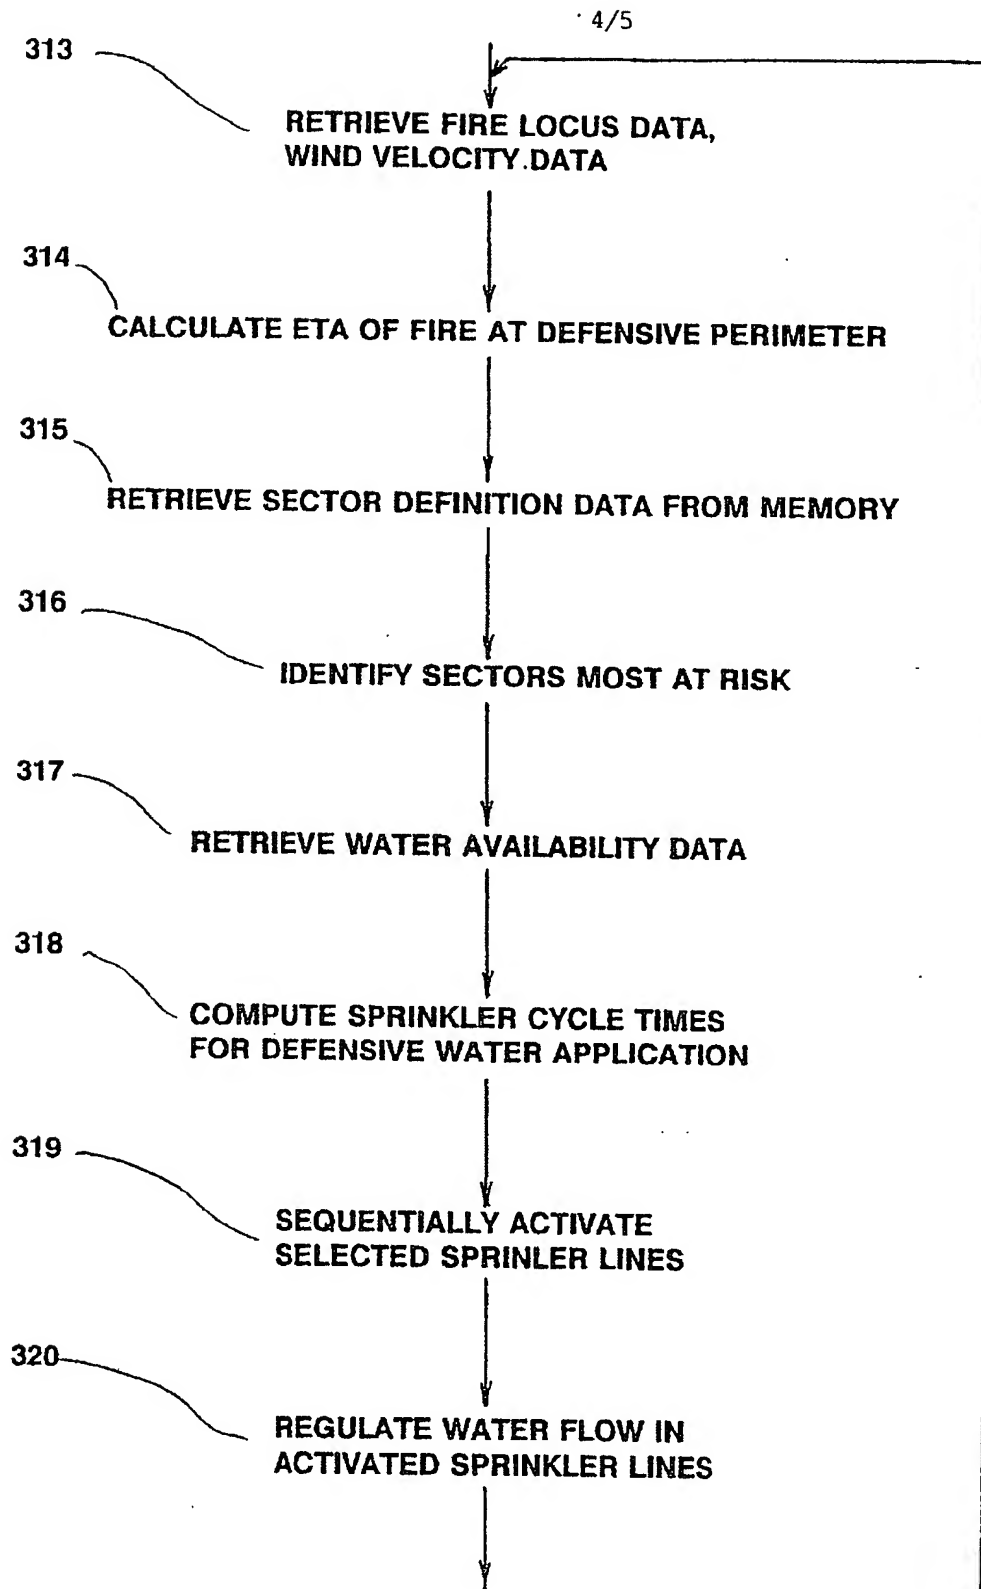 4/5
313
RETRIEVE FIRE LOCUS DATA,
WIND VELOCITY.DATA
314
CALCULATE ETA OF FIRE AT DEFENSIVE PERIMETER
315
RETRIEVE SECTOR DEFINITION DATA FROM MEMORY
316
IDENTIFY SECTORS MOST AT RISK
317
RETRIEVE WATER AVAILABILITY DATA
318
COMPUTE SPRINKLER CYCLE TIMES
FOR DEFENSIVE WATER APPLICATION
319
SEQUENTIALLY ACTIVATE
SELECTED SPRINLER LINES
320
REGULATE WATER FLOW IN
ACTIVATED SPRINKLER LINES